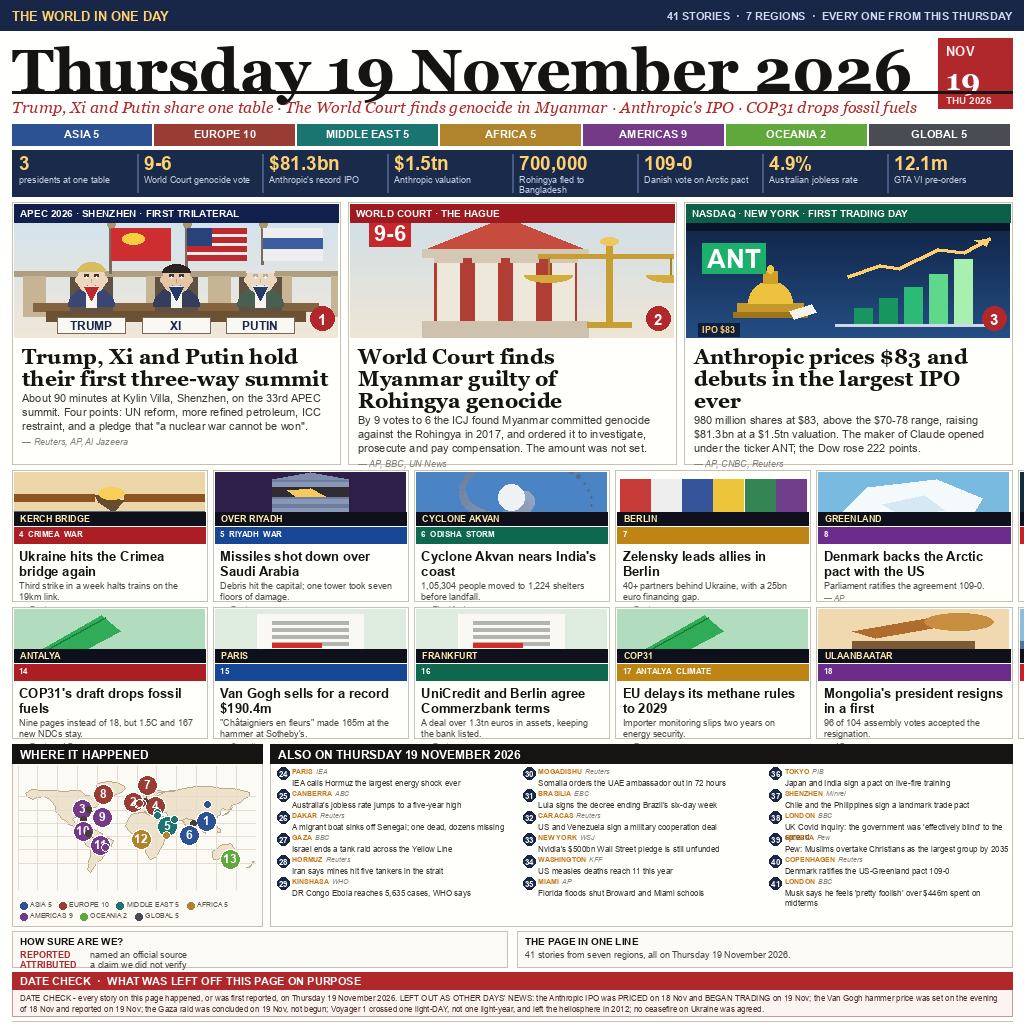 THE WORLD IN ONE DAY
41 STORIES · 7 REGIONS · EVERY ONE FROM THIS THURSDAY
Thursday 19 November 2026
NOV
19
THU 2026
Trump, Xi and Putin share one table · The World Court finds genocide in Myanmar · Anthropic's IPO · COP31 drops fossil fuels
ASIA 5
EUROPE 10
MIDDLE EAST 5
AFRICA 5
AMERICAS 9
OCEANIA 2
GLOBAL 5
3
presidents at one table
9-6
World Court genocide vote
$81.3bn
Anthropic's record IPO
$1.5tn
Anthropic valuation
700,000
Rohingya fled to
Bangladesh
109-0
Danish vote on Arctic pact
4.9%
Australian jobless rate
12.1m
GTA VI pre-orders
APEC 2026 · SHENZHEN · FIRST TRILATERAL
TRUMP
XI
PUTIN
1
Trump, Xi and Putin hold
their first three-way summit
About 90 minutes at Kylin Villa, Shenzhen, on the 33rd APEC
summit. Four points: UN reform, more refined petroleum, ICC
restraint, and a pledge that "a nuclear war cannot be won".
— Reuters, AP, Al Jazeera
WORLD COURT · THE HAGUE
9-6
2
World Court finds
Myanmar guilty of
Rohingya genocide
By 9 votes to 6 the ICJ found Myanmar committed genocide
against the Rohingya in 2017, and ordered it to investigate,
prosecute and pay compensation. The amount was not set.
— AP, BBC, UN News
NASDAQ · NEW YORK · FIRST TRADING DAY
ANT
IPO $83
3
Anthropic prices $83 and
debuts in the largest IPO
ever
980 million shares at $83, above the $70-78 range, raising
$81.3bn at a $1.5tn valuation. The maker of Claude opened
under the ticker ANT; the Dow rose 222 points.
— AP, CNBC, Reuters
KERCH BRIDGE
4 CRIMEA WAR
Ukraine hits the Crimea
bridge again
Third strike in a week halts trains on the
19km link.
OVER RIYADH
5 RIYADH WAR
Missiles shot down over
Saudi Arabia
Debris hit the capital; one tower took seven
floors of damage.
CYCLONE AKVAN
6 ODISHA STORM
Cyclone Akvan nears India's
coast
1,05,304 people moved to 1,224 shelters
before landfall.
BERLIN
7
Zelensky leads allies in
Berlin
40+ partners behind Ukraine, with a 25bn
euro financing gap.
GREENLAND
8
Denmark backs the Arctic
pact with the US
Parliament ratifies the agreement 109-0.
— AP
ANTALYA
14
COP31's draft drops fossil
fuels
Nine pages instead of 18, but 1.5C and 167
new NDCs stay.
PARIS
15
Van Gogh sells for a record
$190.4m
"Châtaigniers en fleurs" made 165m at the
hammer at Sotheby's.
FRANKFURT
16
UniCredit and Berlin agree
Commerzbank terms
A deal over 1.3tn euros in assets, keeping
the bank listed.
COP31
17 ANTALYA CLIMATE
EU delays its methane rules
to 2029
Importer monitoring slips two years on
energy security.
ULAANBAATAR
18
Mongolia's president resigns
in a first
96 of 104 assembly votes accepted the
resignation.
WHERE IT HAPPENED
7
8
3
9
2
4
5
6
1
12
13
ASIA 5
EUROPE 10
MIDDLE EAST 5
AFRICA 5
AMERICAS 9
OCEANIA 2
GLOBAL 5
ALSO ON THURSDAY 19 NOVEMBER 2026
24 PARIS IEA
IEA calls Hormuz the largest energy shock ever
25 CANBERRA ABC
Australia's jobless rate jumps to a five-year high
26 DAKAR Reuters
A migrant boat sinks off Senegal; one dead, dozens missing
27 GAZA BBC
Israel ends a tank raid across the Yellow Line
28 HORMUZ Reuters
Iran says mines hit five tankers in the strait
29 KINSHASA WHO
DR Congo Ebola reaches 5,635 cases, WHO says
30 MOGADISHU Reuters
Somalia orders the UAE ambassador out in 72 hours
31 BRASILIA ABC
Lula signs the decree ending Brazil's six-day week
32 CARACAS Reuters
US and Venezuela sign a military cooperation deal
33 NEW YORK WSJ
Nvidia's $500bn Wall Street pledge is still unfunded
34 WASHINGTON KFF
US measles deaths reach 11 this year
35 MIAMI AP
Florida floods shut Broward and Miami schools
36 TOKYO PIB
Japan and India sign a pact on live-fire training
37 SHENZHEN Mirel
Chile and the Philippines sign a landmark trade pact
38 LONDON BBC
UK Covid inquiry: the government was 'effectively blind' to the
39 Pew
Pew: Muslims overtake Christians as the largest group by 2035
40 COPENHAGEN Reuters
Denmark ratifies the US-Greenland pact 109-0
41 LONDON BBC
Musk says he feels 'pretty foolish' over $446m spent on
midterms
HOW SURE ARE WE?
REPORTED named an official source
ATTRIBUTED a claim we did not verify
THE PAGE IN ONE LINE
41 stories from seven regions, all on Thursday 19 November 2026.
DATE CHECK · WHAT WAS LEFT OFF THIS PAGE ON PURPOSE
DATE CHECK - every story on this page happened, or was first reported, on Thursday 19 November 2026. LEFT OUT AS OTHER DAYS' NEWS: the Anthropic IPO was PRICED on 18 Nov and BEGAN TRADING on 19 Nov; the Van Gogh hammer price was set on the evening
of 18 Nov and reported on 19 Nov; the Gaza raid was concluded on 19 Nov, not begun; Voyager 1 crossed one light-DAY, not one light-year, and left the heliosphere in 2012; no ceasefire on Ukraine was agreed.